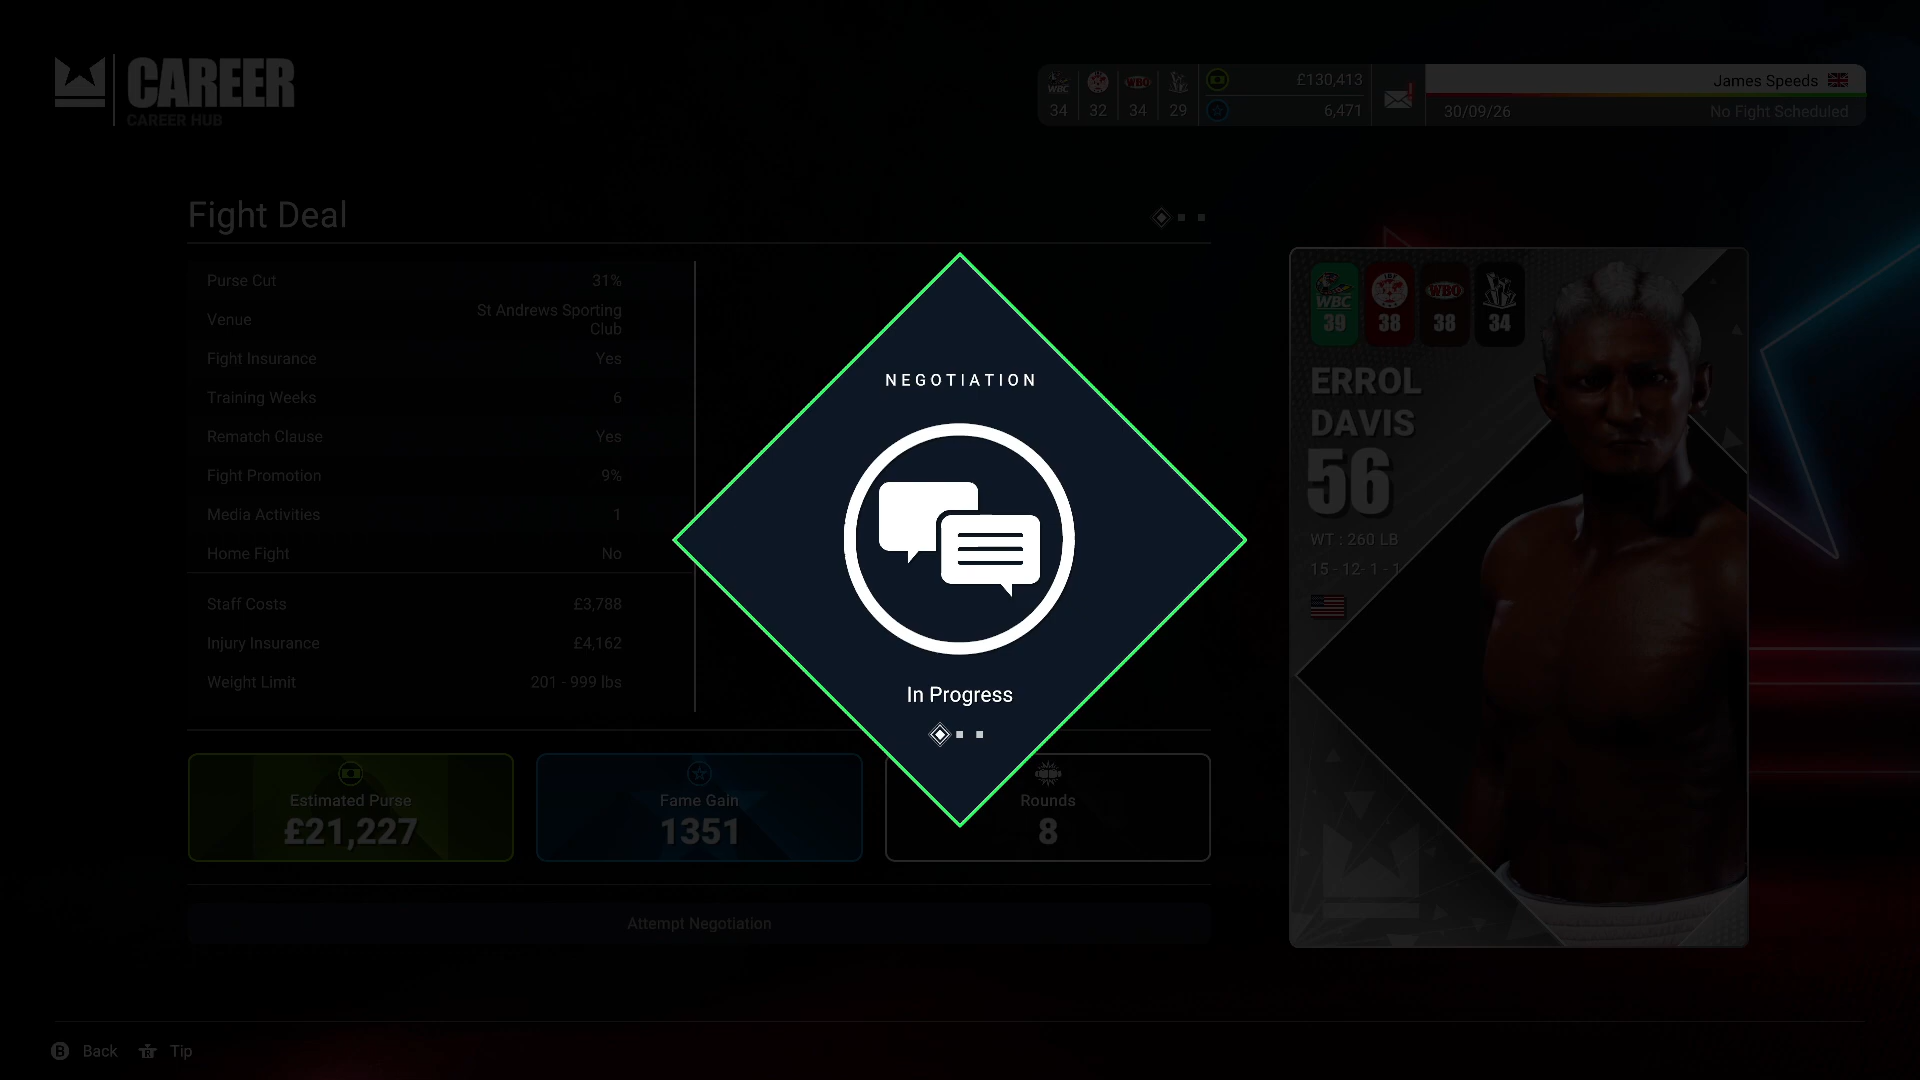 CAREER
CAREER HUB
WBC
WBO
34
32
34
29
£130,413
6,471
James Speeds
30/09/26
No Fight Scheduled
Fight Deal
Purse Cut
31%
Venue
St Andrews Sporting
Club
Fight Insurance
Yes
Training Weeks
6
Rematch Clause
Yes
Fight Promotion
9%
Media Activities
1
Home Fight
No
Staff Costs
£3,788
Injury Insurance
£4,162
Weight Limit
201 - 999 lbs
NEGOTIATION
In Progress
Estimated Purse
£21,227
Fame Gain
1351
Rounds
8
Attempt Negotiation
WBC
IBF
WBO
39
38
38
34
ERROL
DAVIS
56
WT : 260 LB
15 - 12- 1 - 1
B
Back
R
Tip